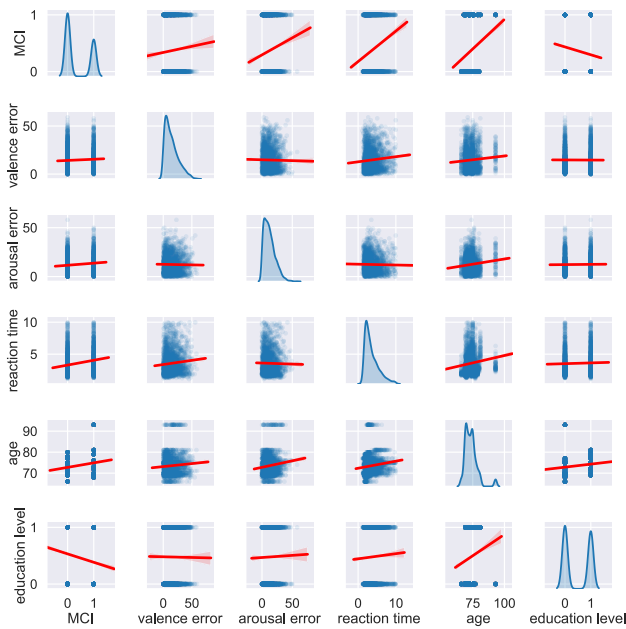 1
MCI
0
50
valence error
0
50
arousal error
0
10
reaction time
5
90
age
80
70
1
education level
0
0 1 0 50 0 50 0 10 75 100 0 1
MCI valence error arousal error reaction time age education level